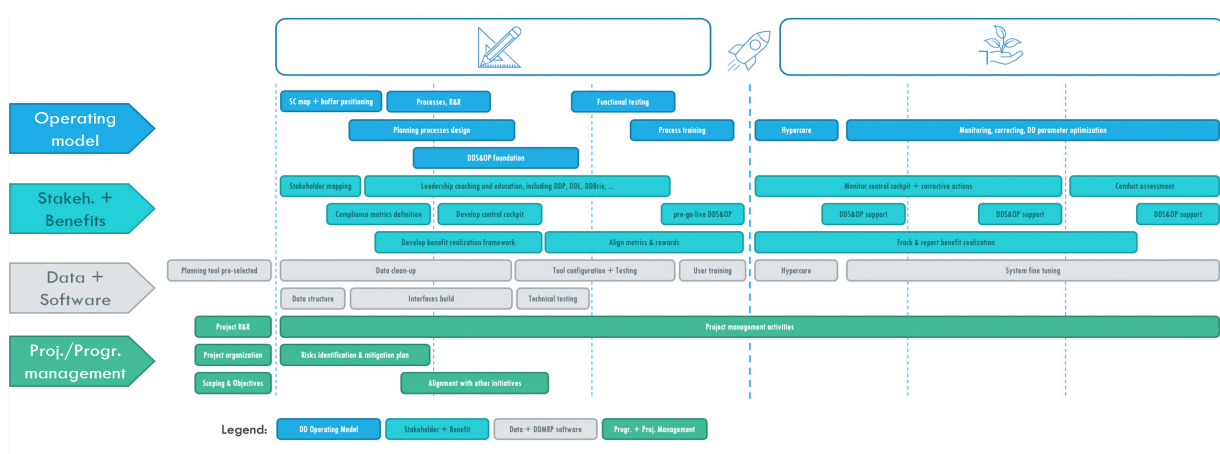 SC map + buffer positioning
Processes, R&R
Functional testing
Operating
model
Planning processes design
Process training
Hypercare
Monitoring, correcting, DD parameter optimization
DDS&OP foundation
Stakeh. +
Benefits
Stakeholder mapping
Leadership coaching and education, including DDP, DDL, DDBrix, ...
Monitor control cockpit + corrective actions
Conduct assessment
Compliance metrics definition
Develop control cockpit
pre-go-live DDS&OP
DDS&OP support
DDS&OP support
DDS&OP support
Develop benefit realization framework
Align metrics & rewards
Track & report benefit realization
Data +
Software
Planning tool pre-selected
Data clean-up
Tool configuration + Testing
User training
Hypercare
System fine tuning
Data structure
Interfaces build
Technical testing
Proj./Progr.
management
Project R&R
Project management activities
Project organization
Risks identification & mitigation plan
Scoping & Objectives
Alignment with other initiatives
Legend:
DD Operating Model
Stakeholder + Benefit
Data + DDMRP software
Progr. + Proj. Management